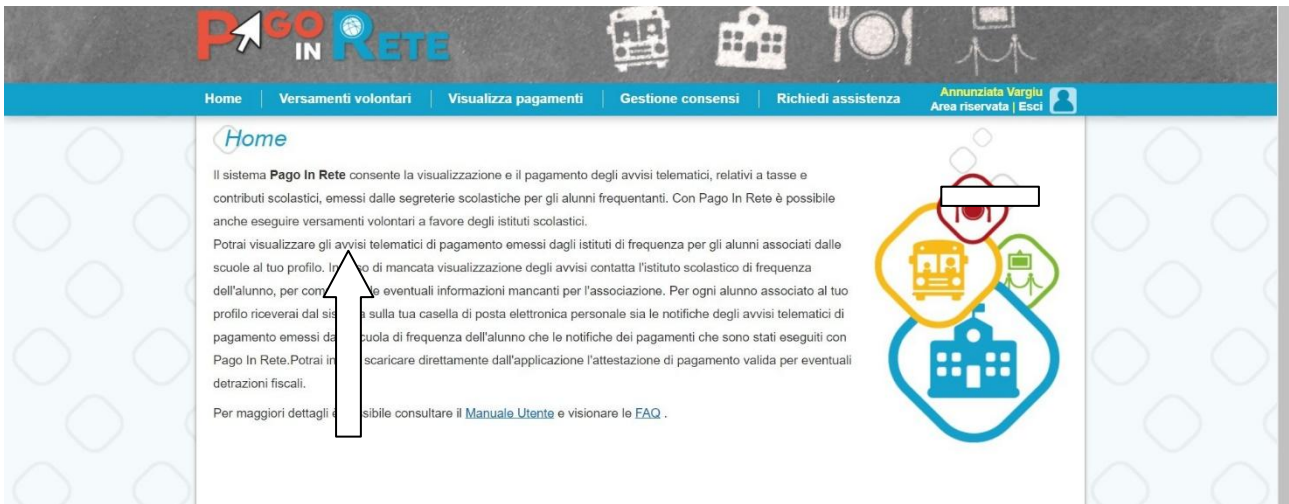 PAGO IN RETE
Home Versamenti volontari Visualizza pagamenti Gestione consensi Richiedi assistenza Annunziata Vargiu
Area riservata | Esci
Home
Il sistema Pago In Rete consente la visualizzazione e il pagamento degli avvisi telematici, relativi a tasse e
contributi scolastici, emessi dalle segreterie scolastiche per gli alunni frequentanti. Con Pago In Rete è possibile
anche eseguire versamenti volontari a favore degli istituti scolastici.
Potrai visualizzare gli avvisi telematici di pagamento emessi dagli istituti di frequenza per gli alunni associati dalle
scuole al tuo profilo. In di mancata visualizzazione degli avvisi contatta l'istituto scolastico di frequenza
dell'alunno, per eventuali informazioni mancanti per l'associazione. Per ogni alunno associato al tuo
profilo riceverai dal sulla tua casella di posta elettronica personale sia le notifiche degli avvisi telematici di
pagamento emessi di frequenza dell'alunno che le notifiche dei pagamenti che sono stati eseguiti con
Pago In Rete.Potrai scaricare direttamente dall'applicazione l'attestazione di pagamento valida per eventuali
detrazioni fiscali.
Per maggiori dettagli consultare il Manuale Utente e visionare le FAQ .